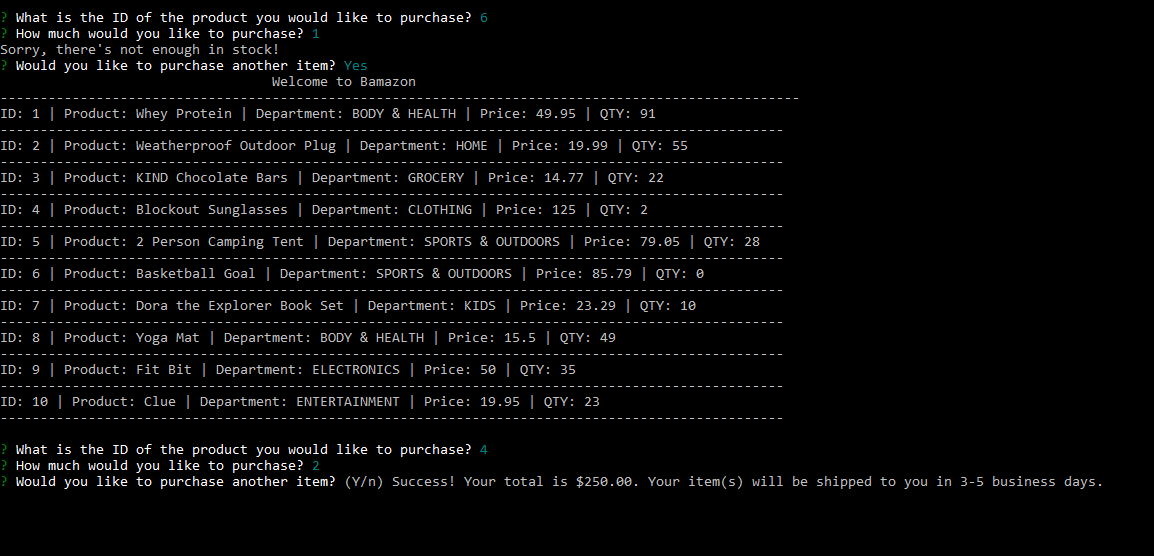 ? What is the ID of the product you would like to purchase? 6
? How much would you like to purchase? 1
Sorry, there's not enough in stock!
? Would you like to purchase another item? Yes
Welcome to Bamazon
----------------------------------------------------------------------------------------------------
ID: 1 | Product: Whey Protein | Department: BODY & HEALTH | Price: 49.95 | QTY: 91
--------------------------------------------------------------------------------------------------
ID: 2 | Product: Weatherproof Outdoor Plug | Department: HOME | Price: 19.99 | QTY: 55
--------------------------------------------------------------------------------------------------
ID: 3 | Product: KIND Chocolate Bars | Department: GROCERY | Price: 14.77 | QTY: 22
--------------------------------------------------------------------------------------------------
ID: 4 | Product: Blockout Sunglasses | Department: CLOTHING | Price: 125 | QTY: 2
--------------------------------------------------------------------------------------------------
ID: 5 | Product: 2 Person Camping Tent | Department: SPORTS & OUTDOORS | Price: 79.05 | QTY: 28
--------------------------------------------------------------------------------------------------
ID: 6 | Product: Basketball Goal | Department: SPORTS & OUTDOORS | Price: 85.79 | QTY: 0
--------------------------------------------------------------------------------------------------
ID: 7 | Product: Dora the Explorer Book Set | Department: KIDS | Price: 23.29 | QTY: 10
--------------------------------------------------------------------------------------------------
ID: 8 | Product: Yoga Mat | Department: BODY & HEALTH | Price: 15.5 | QTY: 49
--------------------------------------------------------------------------------------------------
ID: 9 | Product: Fit Bit | Department: ELECTRONICS | Price: 50 | QTY: 35
--------------------------------------------------------------------------------------------------
ID: 10 | Product: Clue | Department: ENTERTAINMENT | Price: 19.95 | QTY: 23
--------------------------------------------------------------------------------------------------
? What is the ID of the product you would like to purchase? 4
? How much would you like to purchase? 2
? Would you like to purchase another item? (Y/n) Success! Your total is $250.00. Your item(s) will be shipped to you in 3-5 business days.